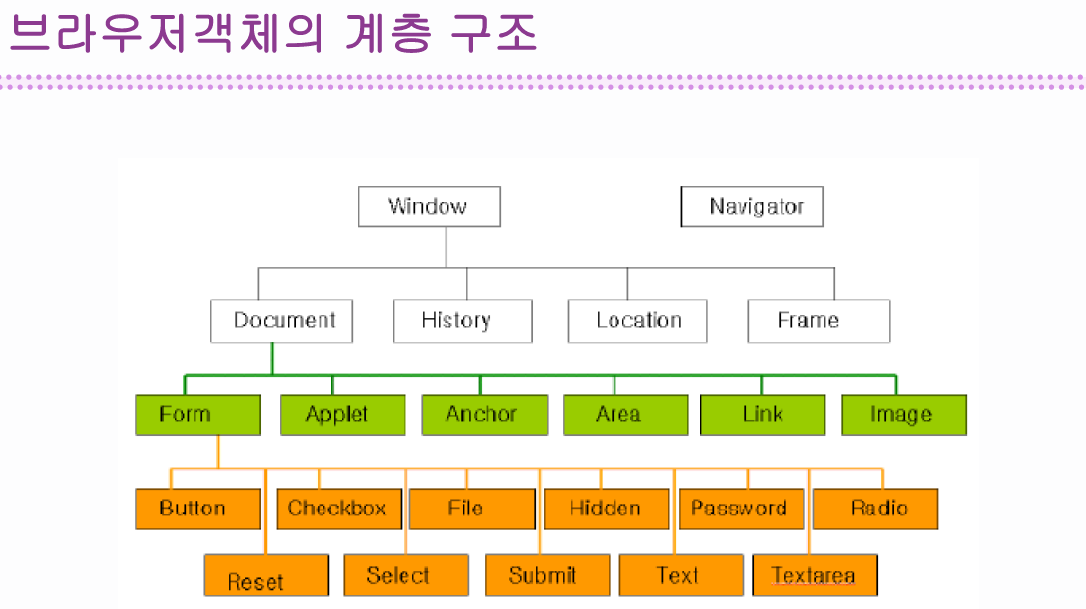 브라우저객체의 계층 구조
Window Navigator
Document History Location Frame
Form Applet Anchor Area Link Image
Button Checkbox File Hidden Password Radio
Reset Select Submit Text Textarea